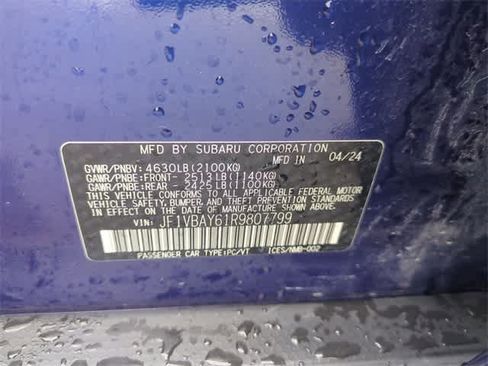 MFD BY SUBARU CORPORATION
MFD IN 04/24
GVWR/PNBV: 4630LB(2100KG)
GAWR/PNBE:FRONT 2513LB(1140KG)
GAWR/PNBE:REAR 2425LB(1100KG)
THIS VEHICLE CONFORMS TO ALL APPLICABLE FEDERAL MOTOR
VEHICLE SAFETY, BUMPER, AND THEFT PREVENTION STANDARDS
IN EFFECT ON THE DATE OF MANUFACTURE SHOWN ABOVE.
VIN: JF1VBAY61R9807799
PASSENGER CAR TYPE:PC/VT ICES/NMB-002